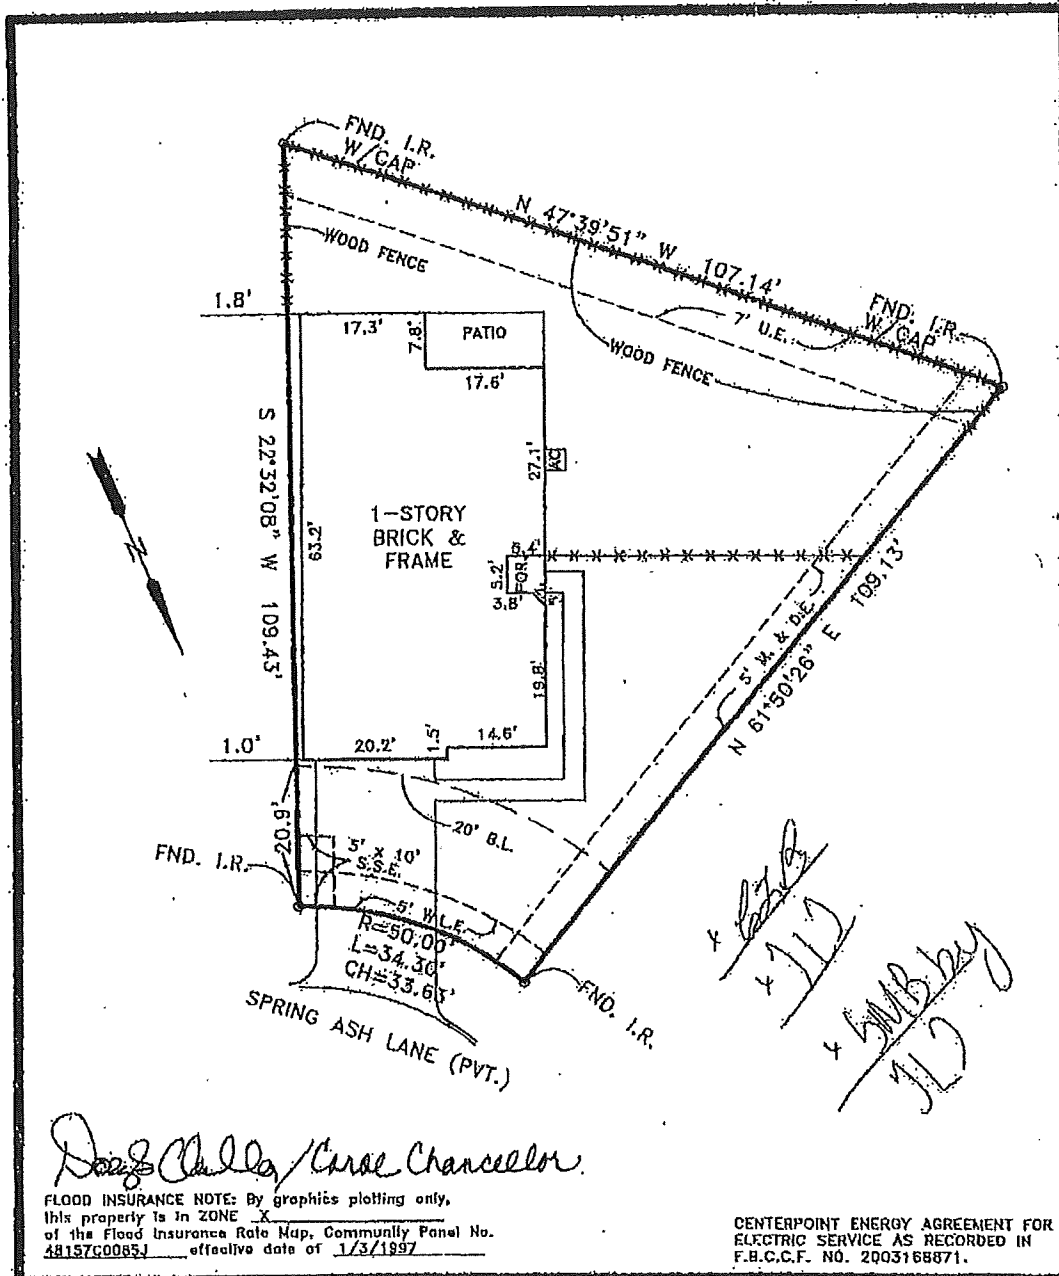 FND. I.R.
W/CAP
N 47°39'51" W 107.14'
WOOD FENCE
FND. I.R.
W/CAP
7' U.E.
WOOD FENCE
1.8'
17.3'
7.8'
PATIO
17.6'
S 22°32'08" W 109.43'
27.1'
AC
N
63.2'
1-STORY
BRICK &
FRAME
5.2'
POR.
3.8'
5' M. & D.E.
N 61°50'26" E 109.13'
19.8'
1.0'
20.2'
1.5'
14.6'
20.9'
20' B.L.
FND. I.R.
S.S.E.
5' W.L.E.
R=50.00'
L=34.30'
CH=33.63'
FND. I.R.
SPRING ASH LANE (PVT.)
Carol Chancellor
FLOOD INSURANCE NOTE: By graphics plotting only,
this property is in ZONE X
of the Flood Insurance Rate Map, Community Panel No.
48157C0085J effective date of 1/3/1997
CENTERPOINT ENERGY AGREEMENT FOR
ELECTRIC SERVICE AS RECORDED IN
F.B.C.C.F. NO. 2003168871.